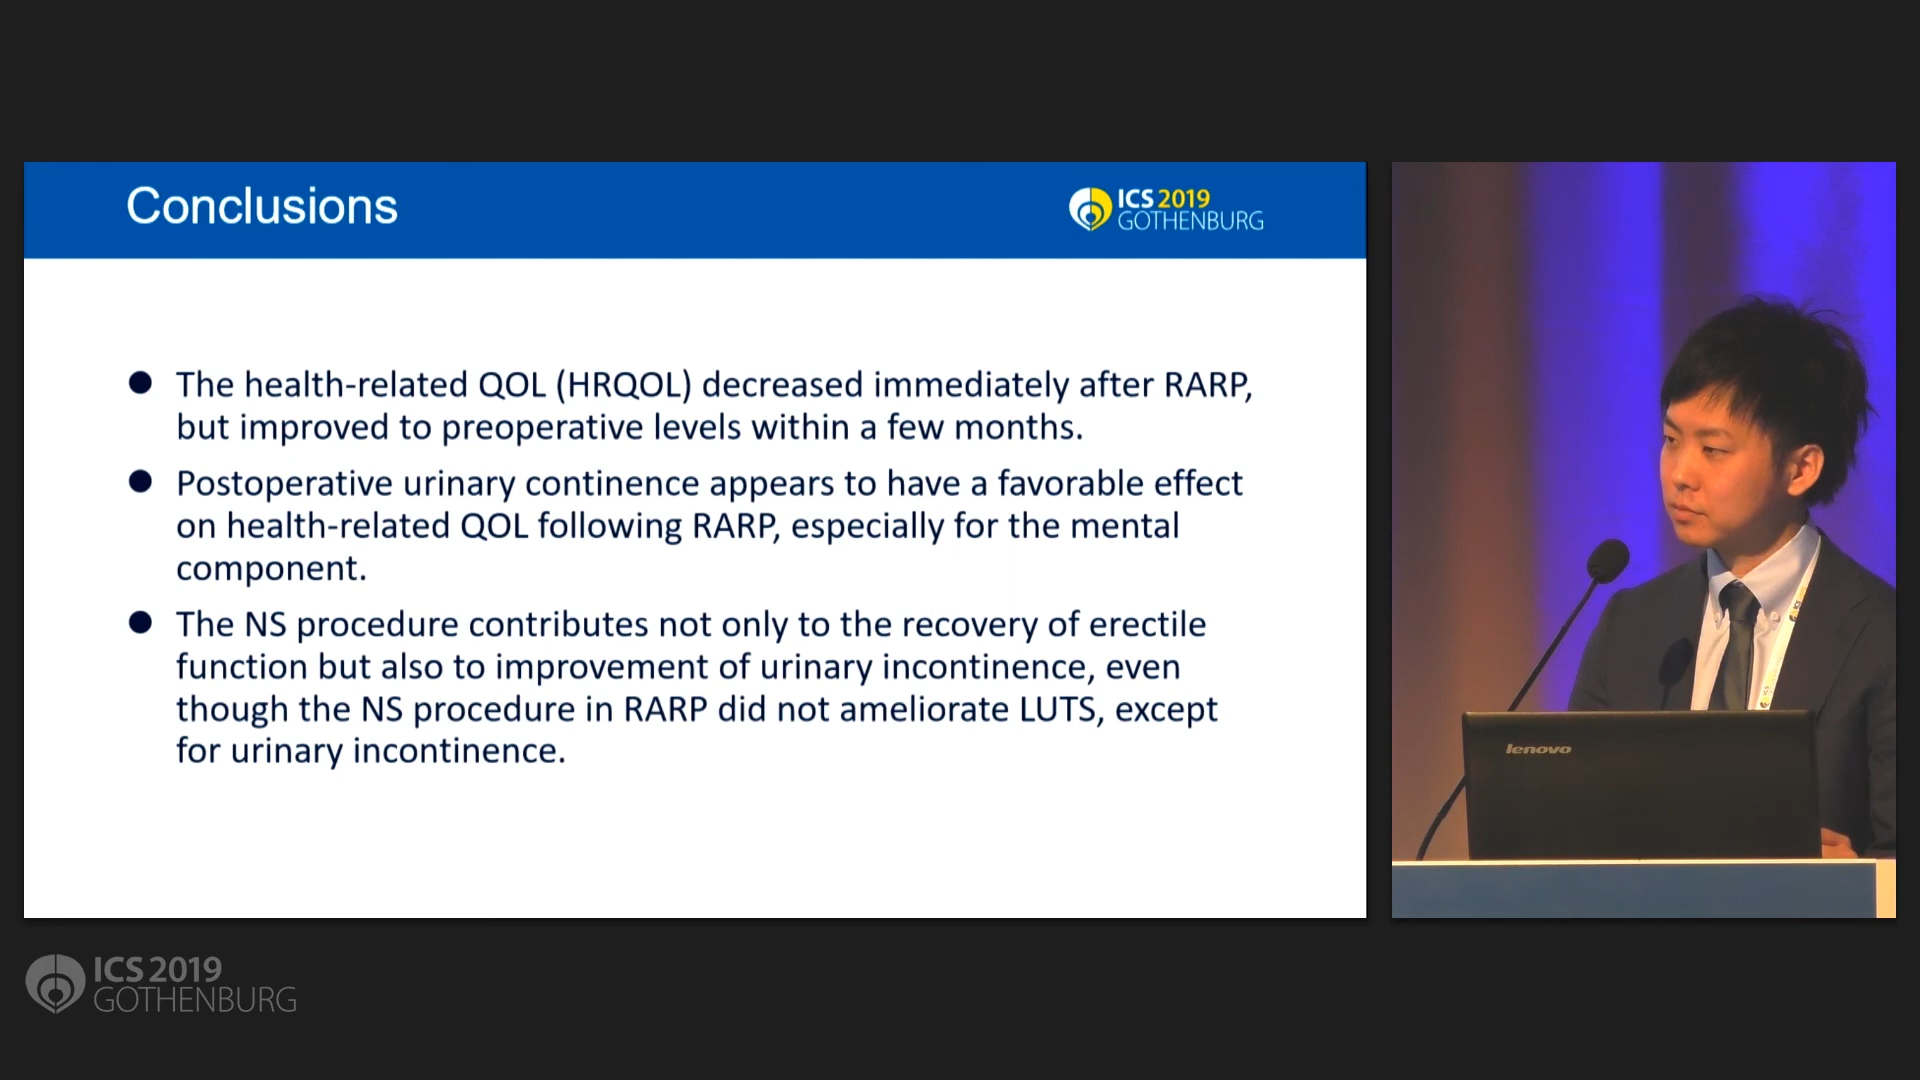 Conclusions
ICS 2019
GOTHENBURG
● The health-related QOL (HRQOL) decreased immediately after RARP,
but improved to preoperative levels within a few months.
● Postoperative urinary continence appears to have a favorable effect
on health-related QOL following RARP, especially for the mental
component.
● The NS procedure contributes not only to the recovery of erectile
function but also to improvement of urinary incontinence, even
though the NS procedure in RARP did not ameliorate LUTS, except
for urinary incontinence.
lenovo
ICS 2019
GOTHENBURG